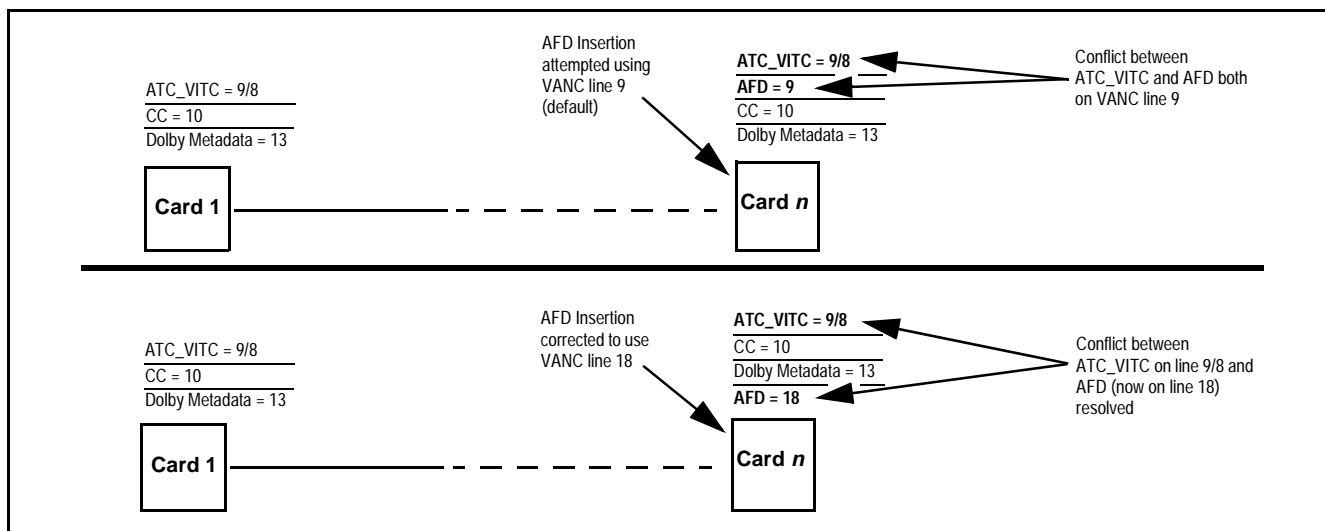 ATC_VITC = 9/8
CC = 10
Dolby Metadata = 13
Card 1
AFD Insertion
attempted using
VANC line 9
(default)
ATC_VITC = 9/8
AFD = 9
CC = 10
Dolby Metadata = 13
Card n
Conflict between
ATC_VITC and AFD both
on VANC line 9
ATC_VITC = 9/8
CC = 10
Dolby Metadata = 13
Card 1
AFD Insertion
corrected to use
VANC line 18
ATC_VITC = 9/8
CC = 10
Dolby Metadata = 13
AFD = 18
Card n
Conflict between
ATC_VITC on line 9/8 and
AFD (now on line 18)
resolved